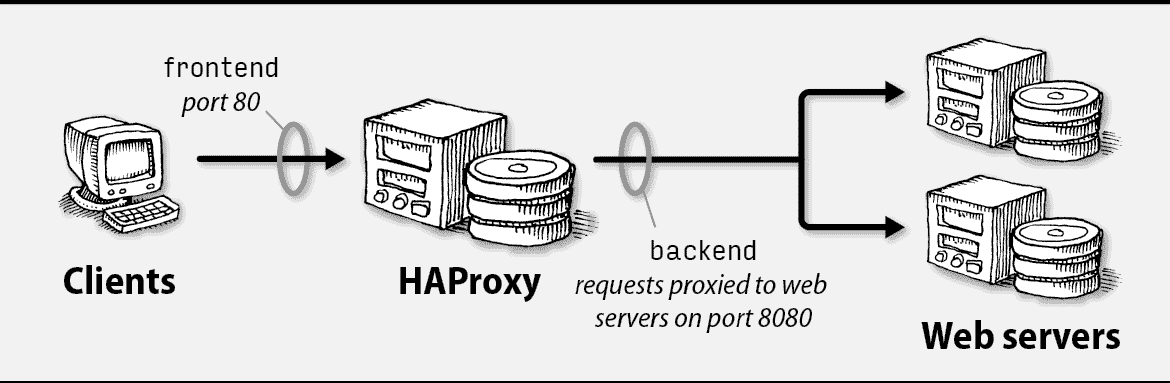 frontend
port 80
Clients
HAProxy
backend
requests proxied to web
servers on port 8080
Web servers